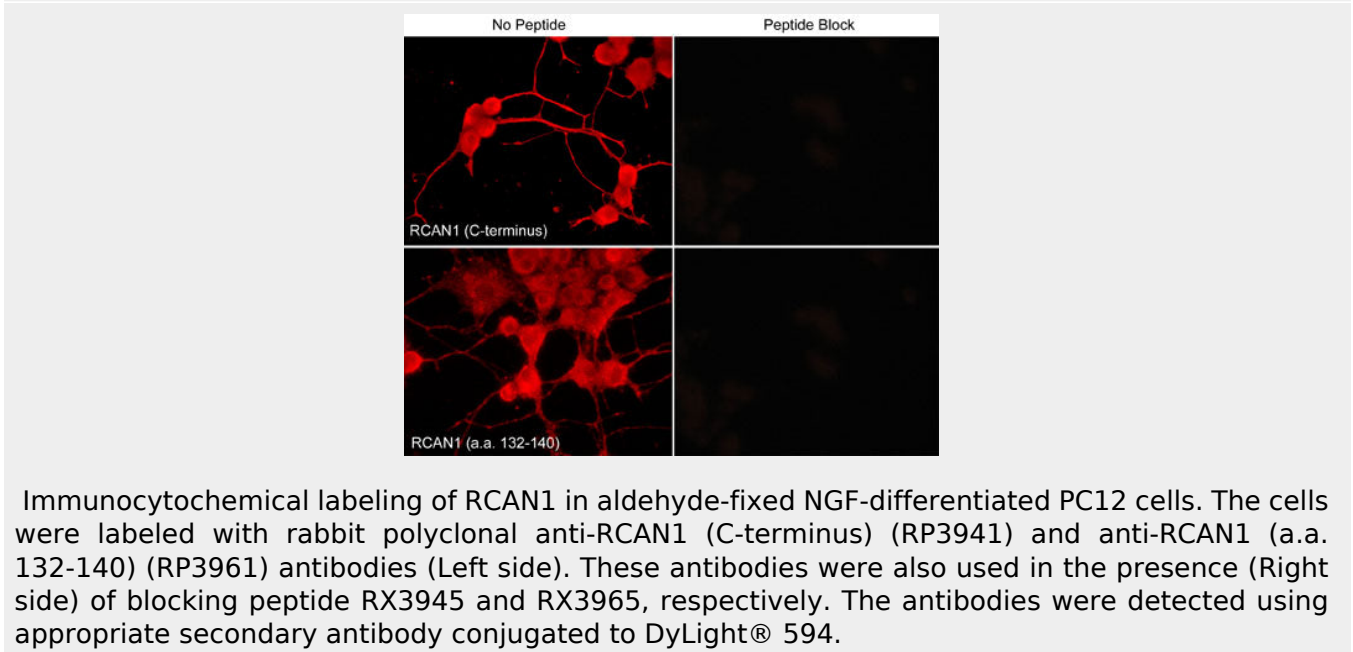 No Peptide
Peptide Block
RCAN1 (C-terminus)
RCAN1 (a.a. 132-140)
Immunocytochemical labeling of RCAN1 in aldehyde-fixed NGF-differentiated PC12 cells. The cells
were labeled with rabbit polyclonal anti-RCAN1 (C-terminus) (RP3941) and anti-RCAN1 (a.a.
132-140) (RP3961) antibodies (Left side). These antibodies were also used in the presence (Right
side) of blocking peptide RX3945 and RX3965, respectively. The antibodies were detected using
appropriate secondary antibody conjugated to DyLight® 594.